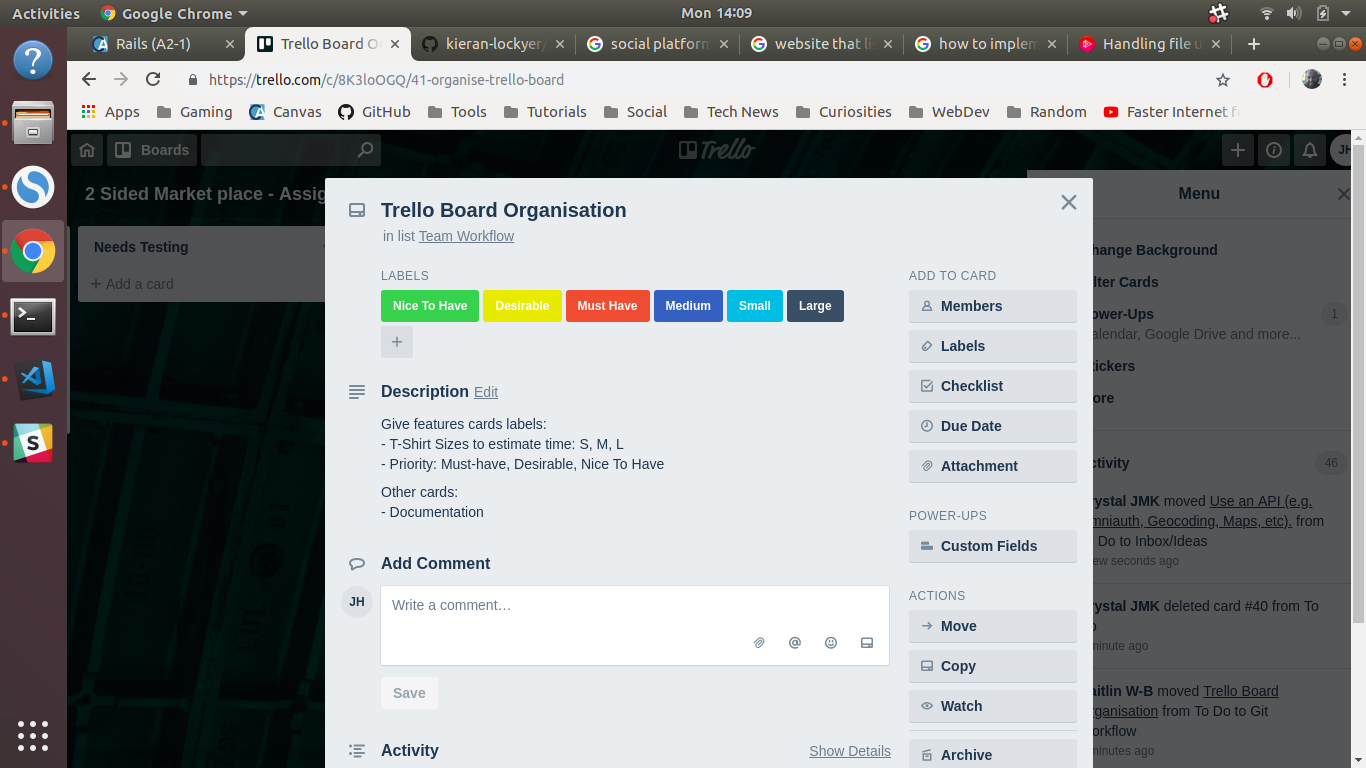 Activities Google Chrome Mon 14:09
Rails (A2-1) Trello Board O kieran-lockyer/ social platform website that lis how to implem Handling file u
https://trello.com/c/8K3loOGQ/41-organise-trello-board
Apps Gaming Canvas GitHub Tools Tutorials Social Tech News Curiosities WebDev Random Faster Internet f
Boards Trello JH
2 Sided Market place - Assig
Menu
Needs Testing
+ Add a card
Trello Board Organisation
in list Team Workflow
LABELS
Nice To Have Desirable Must Have Medium Small Large
+
Description Edit
Give features cards labels:
- T-Shirt Sizes to estimate time: S, M, L
- Priority: Must-have, Desirable, Nice To Have
Other cards:
- Documentation
Add Comment
JH
Write a comment…
Save
Activity Show Details
ADD TO CARD
Members
Labels
Checklist
Due Date
Attachment
POWER-UPS
Custom Fields
ACTIONS
Move
Copy
Watch
Archive
hange Background
lter Cards
ower-Ups 1
alendar, Google Drive and more...
tickers
ore
ctivity 46
rystal JMK moved Use an API (e.g.
mniauth, Geocoding, Maps, etc). from
Do to Inbox/Ideas
ew seconds ago
rystal JMK deleted card #40 from To
o
minute ago
aitlin W-B moved Trello Board
rganisation from To Do to Git
orkflow
minutes ago